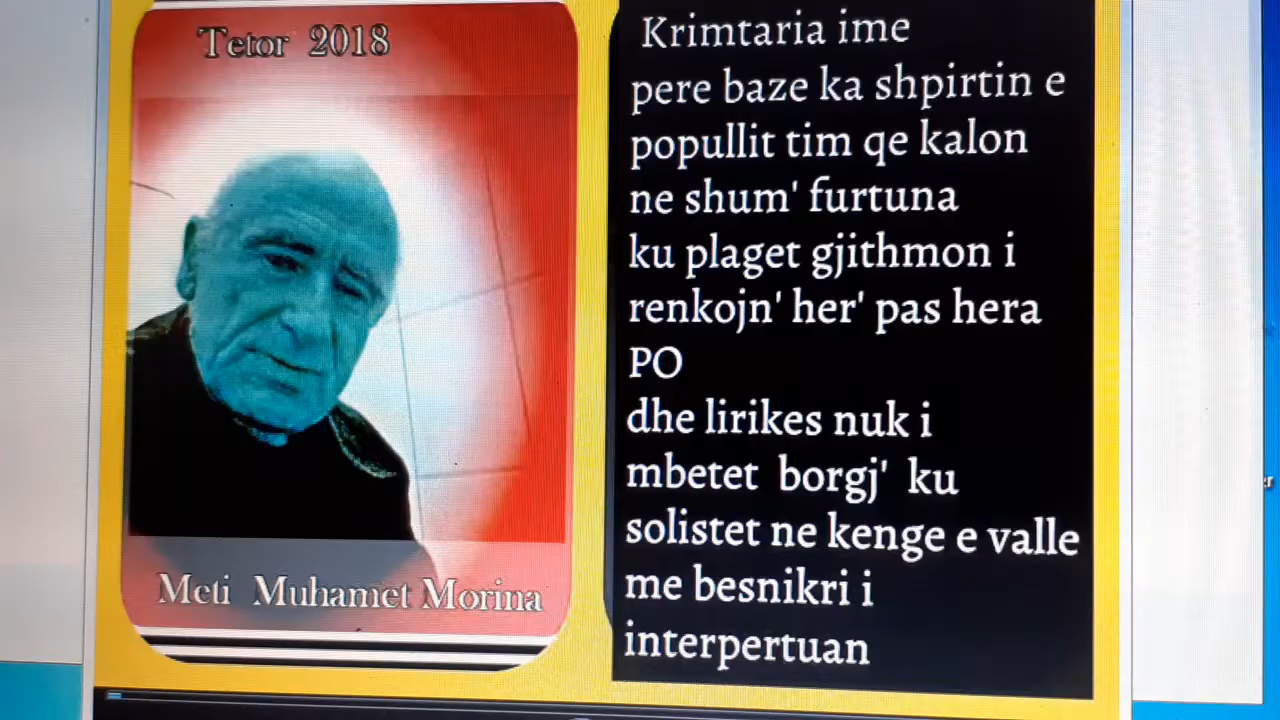 Tetor 2018
Meti Muhamet Morina
Krimtaria ime
pere baze ka shpirtin e
popullit tim qe kalon
ne shum' furtuna
ku plaget gjithmon i
renkojn' her' pas hera
PO
dhe lirikes nuk i
mbetet borgj' ku
solistet ne kenge e valle
me besnikri i
interpertuan